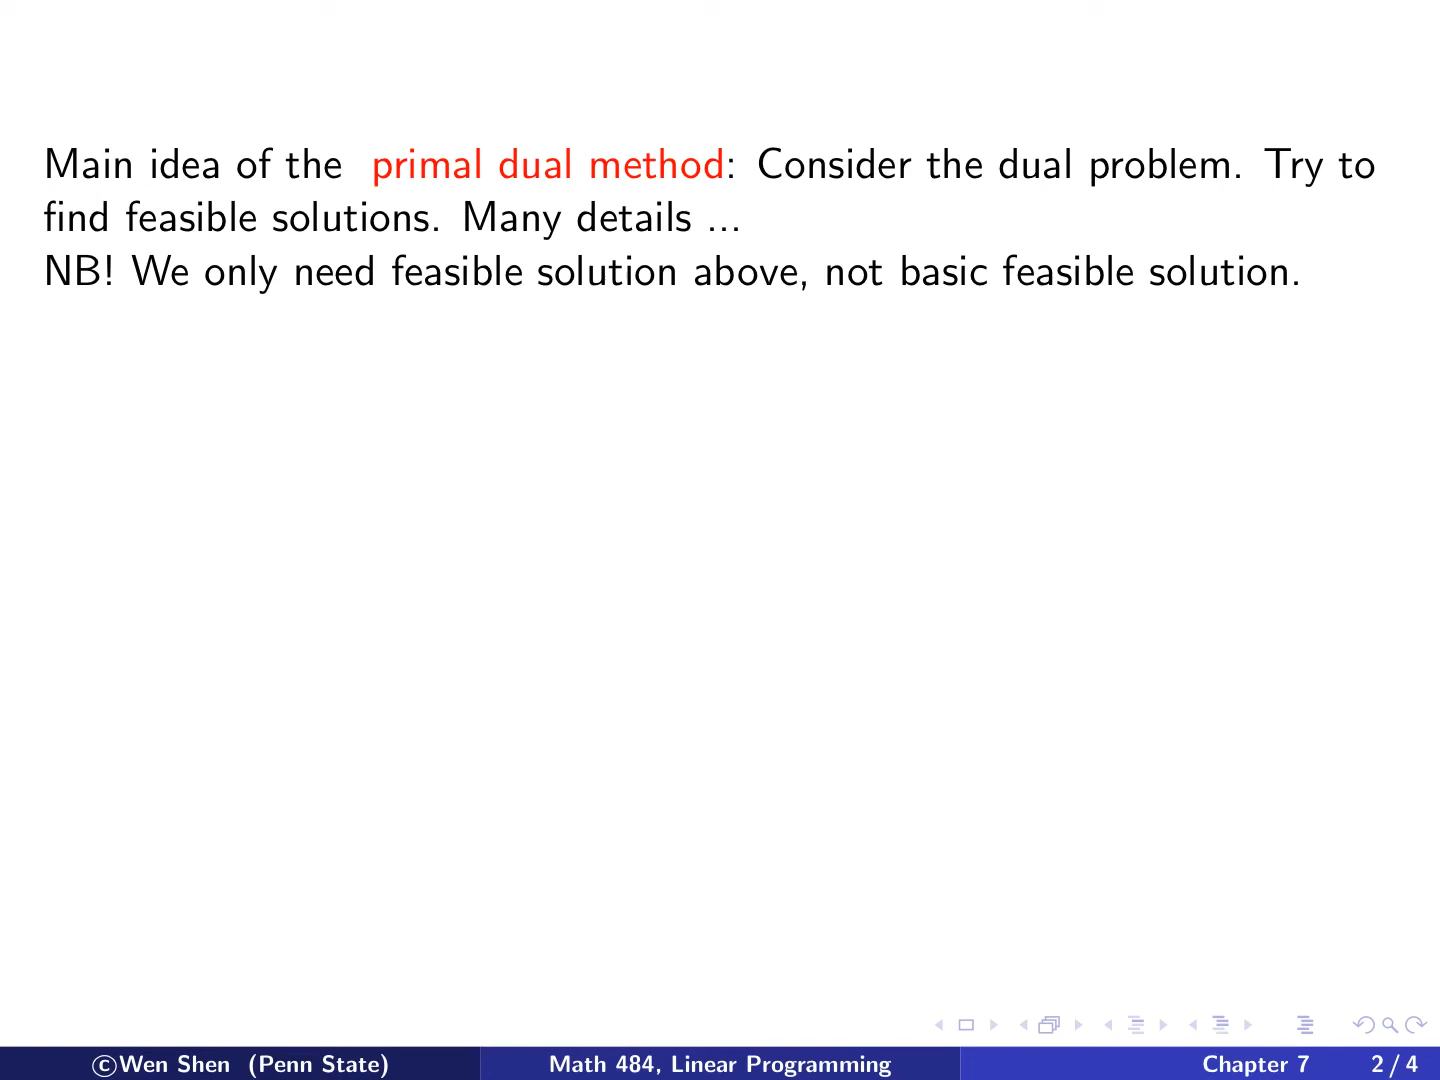 Main idea of the primal dual method: Consider the dual problem. Try to
find feasible solutions. Many details ...
NB! We only need feasible solution above, not basic feasible solution.
©Wen Shen (Penn State) Math 484, Linear Programming Chapter 7 2 / 4